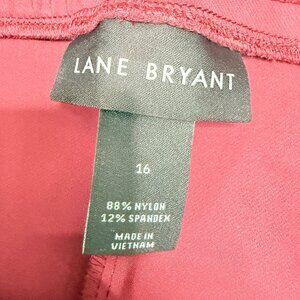 LANE BRYANT
16
88% NYLON
12% SPANDEX
MADE IN
VIETNAM